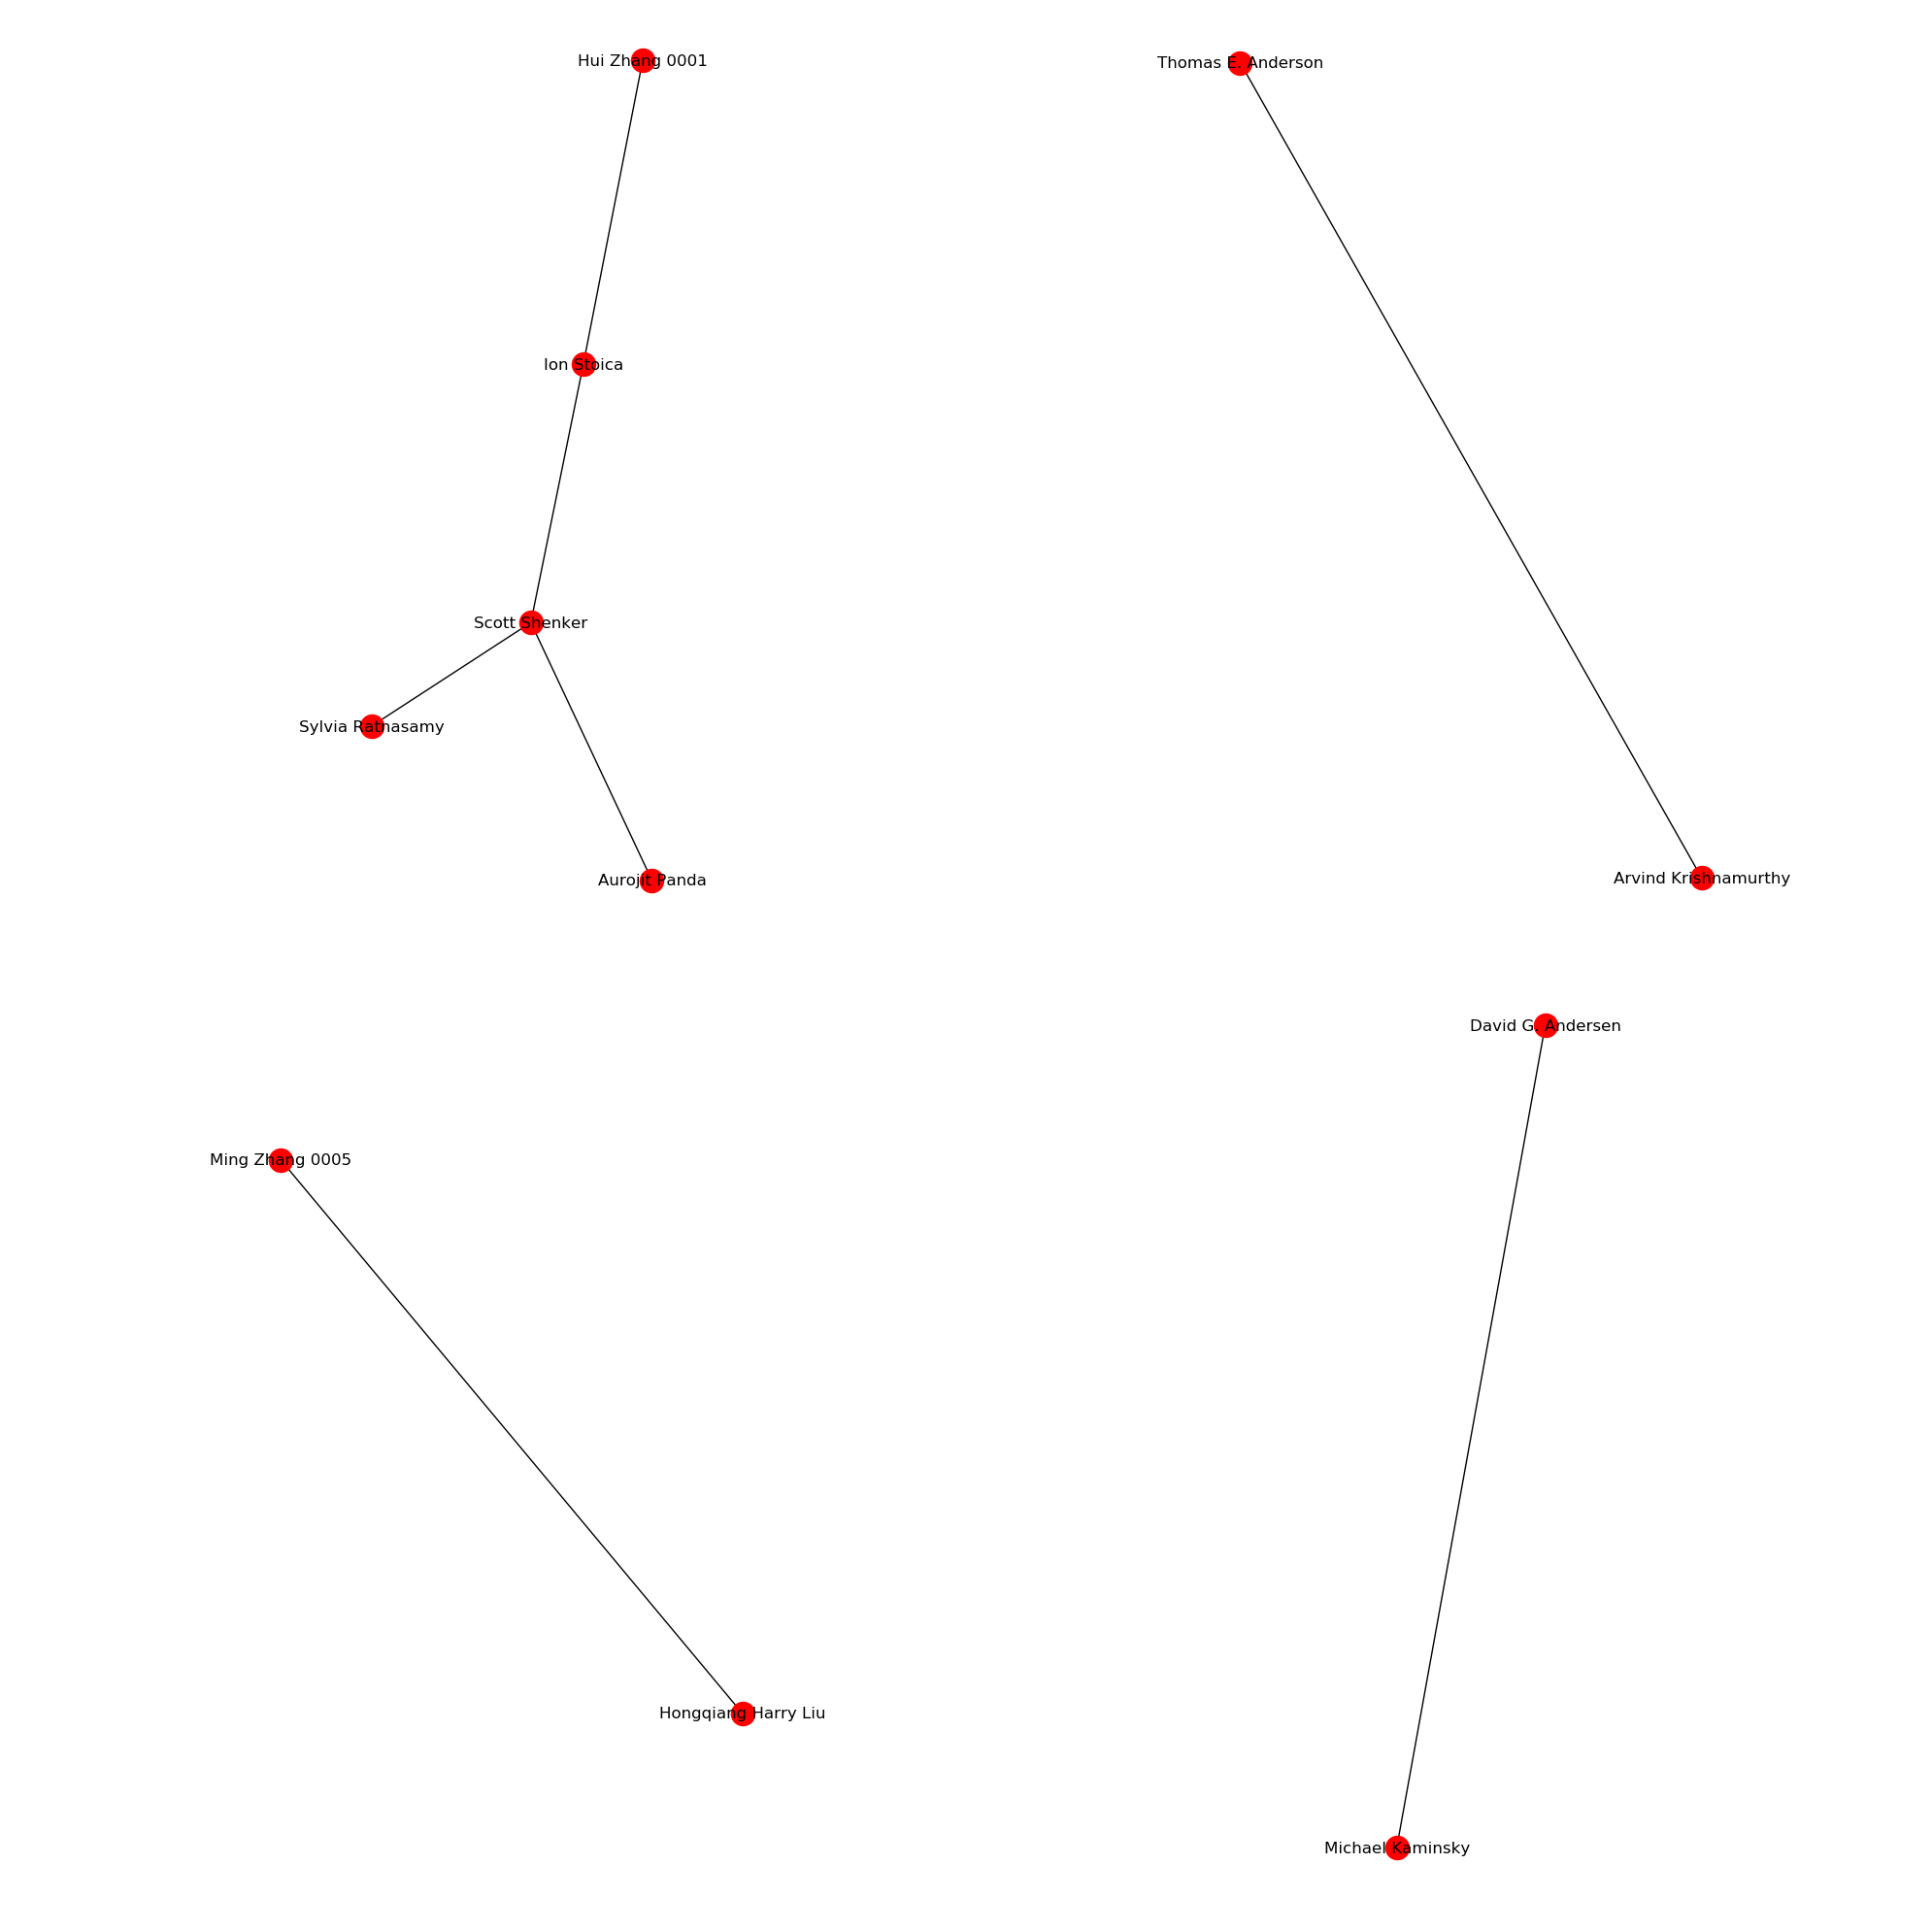 Hui Zhang 0001
Thomas E. Anderson
Ion Stoica
Scott Shenker
Sylvia Ratnasamy
Aurojit Panda
Arvind Krishnamurthy
David G. Andersen
Ming Zhang 0005
Hongqiang Harry Liu
Michael Kaminsky